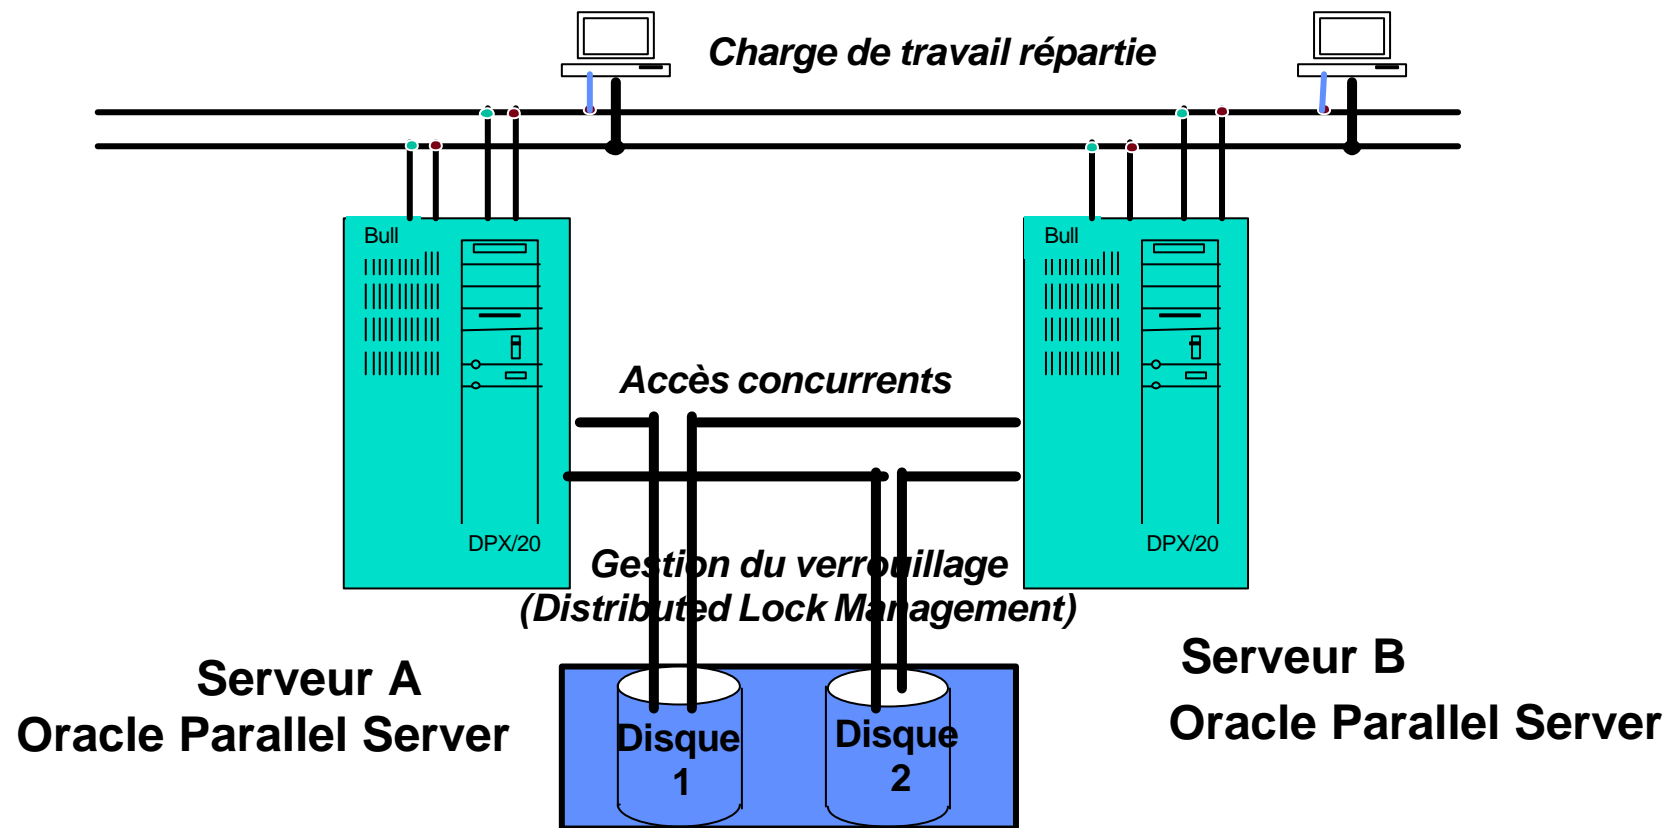 Charge de travail répartie
Bull
Bull
Accès concurrents
DPX/20
DPX/20
Gestion du verrouillage
(Distributed Lock Management)
Serveur A
Oracle Parallel Server
Serveur B
Oracle Parallel Server
Disque
1
Disque
2